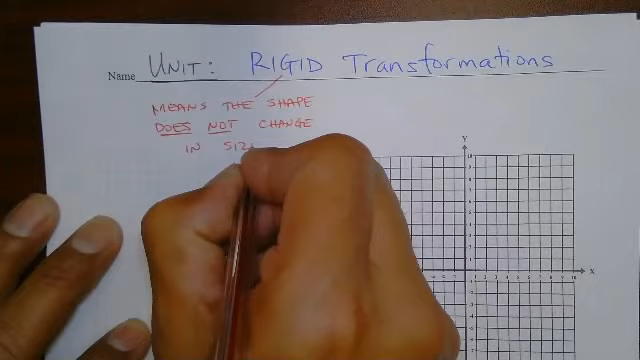 Name UNIT: RIGID Transformations
MEANS THE SHAPE
DOES NOT CHANGE
IN
Y
X